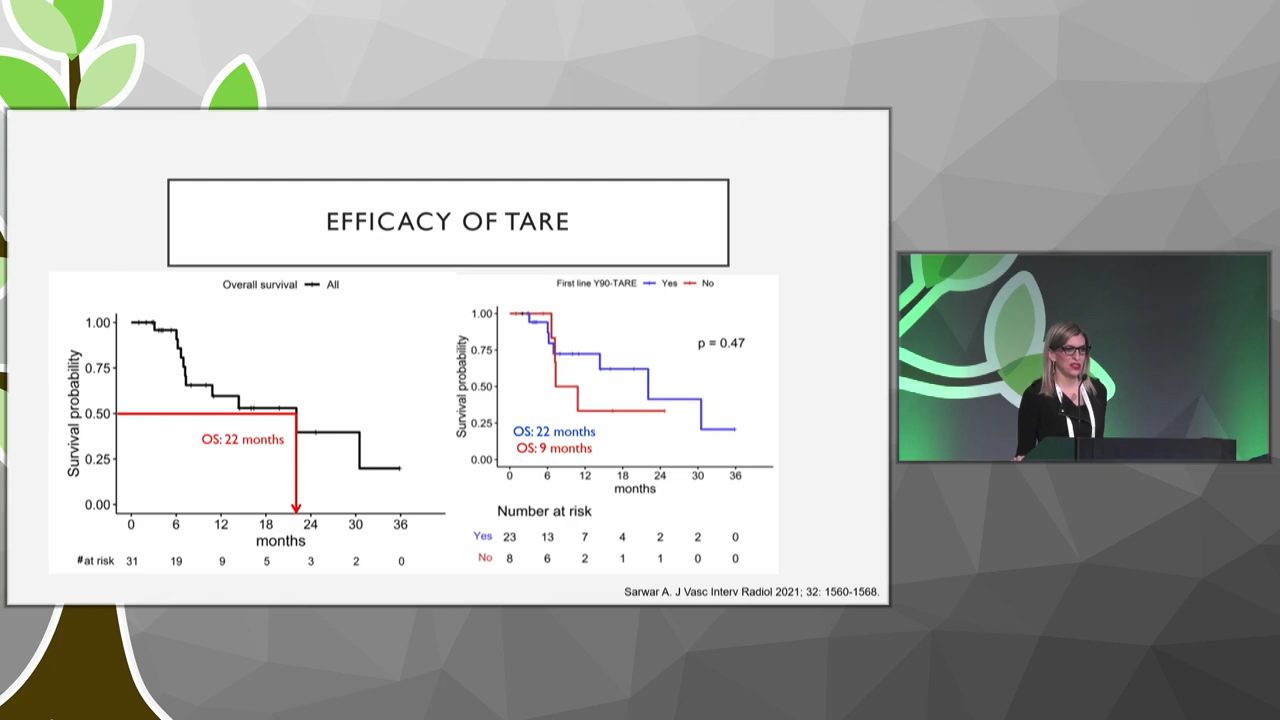 EFFICACY OF TARE
Overall survival All
Survival probability
1.00
0.75
0.50
0.25
0.00
OS: 22 months
0 6 12 18 24 30 36
months
# at risk 31 19 9 5 3 2 0
First line Y90-TARE Yes No
Survival probability
1.00
0.75
0.50
0.25
0.00
p = 0.47
OS: 22 months
OS: 9 months
0 6 12 18 24 30 36
months
Number at risk
Yes 23 13 7 4 2 2 0
No 8 6 2 1 1 0 0
Sarwar A. J Vasc Interv Radiol 2021; 32: 1560-1568.